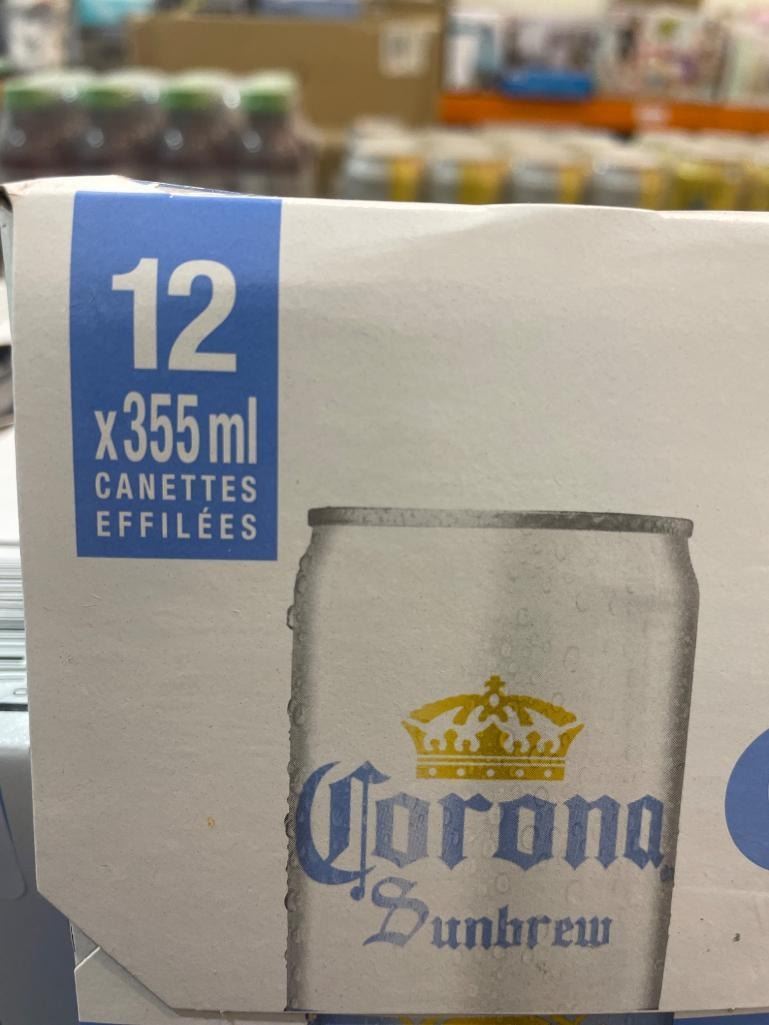 12
x355ml
CANETTES
EFFILÉES
Corona
Sunbrew